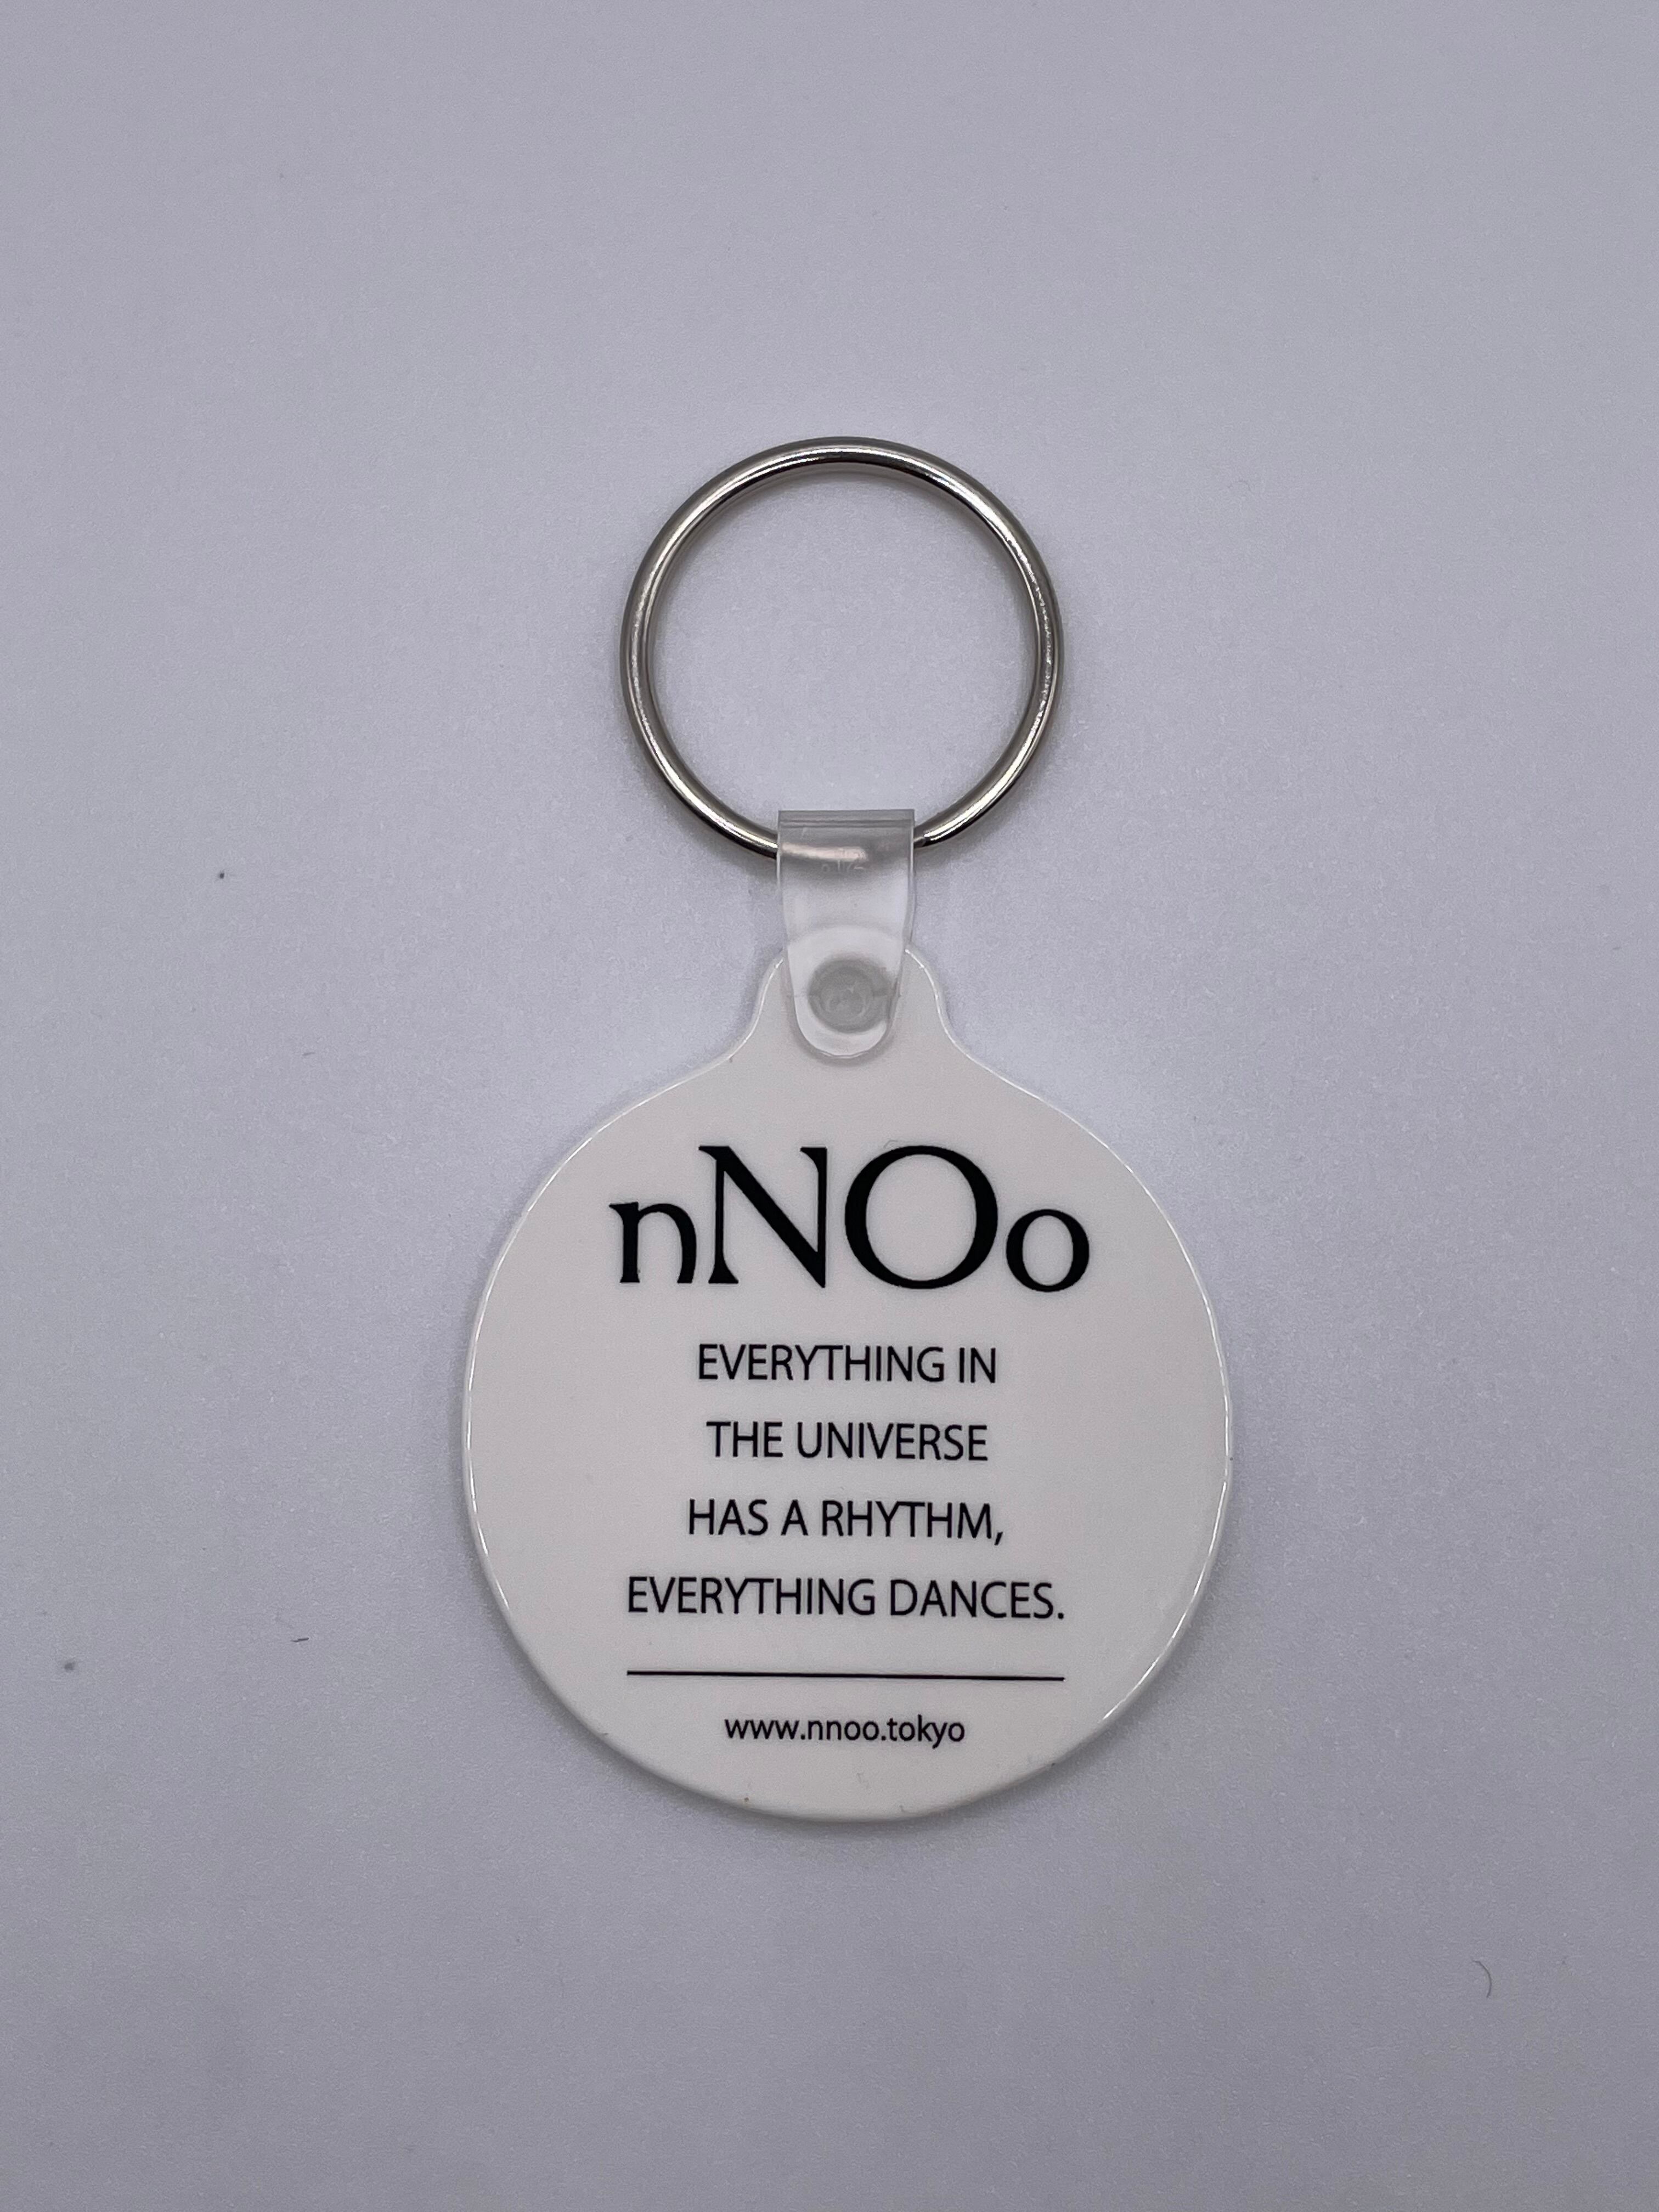 nNOo
EVERYTHING IN
THE UNIVERSE
HAS A RHYTHM,
EVERYTHING DANCES.
www.nnoo.tokyo